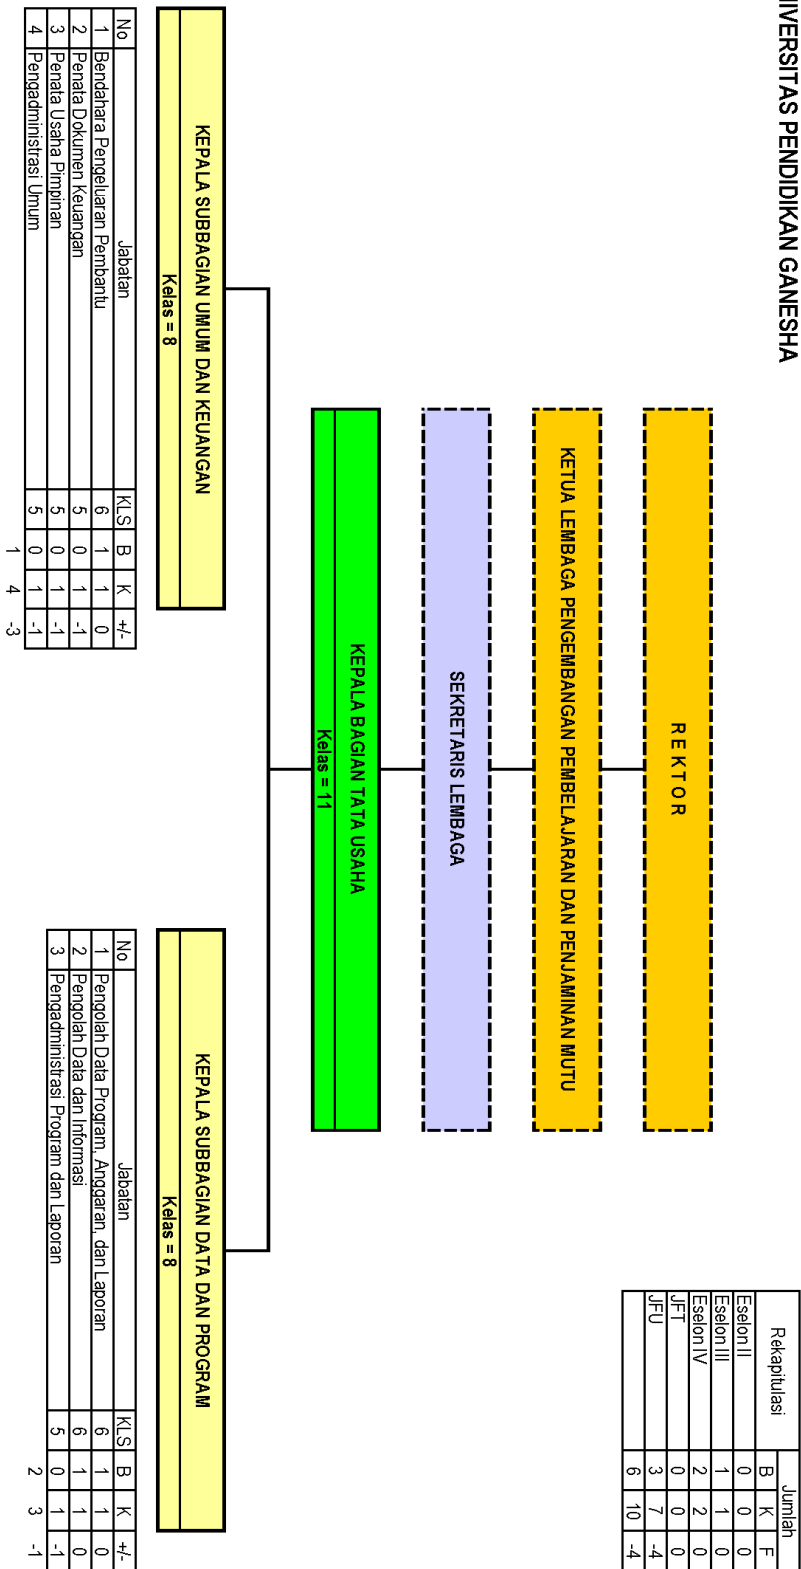 NIVERSITAS PENDIDIKAN GANESHA
Rekapitulasi Jumlah
B K F
Eselon II 0 0 0
Eselon III 1 1 0
Eselon IV 2 2 0
JFT 0 0 0
JFU 3 7 -4
6 10 -4
R E K T O R
KETUA LEMBAGA PENGEMBANGAN PEMBELAJARAN DAN PENJAMINAN MUTU
SEKRETARIS LEMBAGA
KEPALA BAGIAN TATA USAHA
Kelas = 11
KEPALA SUBBAGIAN UMUM DAN KEUANGAN
Kelas = 8
No Jabatan KLS B K +/-
1 Bendahara Pengeluaran Pembantu 6 1 1 0
2 Penata Dokumen Keuangan 5 0 1 -1
3 Penata Usaha Pimpinan 5 0 1 -1
4 Pengadministrasi Umum 5 0 1 -1
1 4 -3
KEPALA SUBBAGIAN DATA DAN PROGRAM
Kelas = 8
No Jabatan KLS B K +/-
1 Pengolah Data Program, Anggaran, dan Laporan 6 1 1 0
2 Pengolah Data dan Informasi 6 1 1 0
3 Pengadministrasi Program dan Laporan 5 0 1 -1
2 3 -1